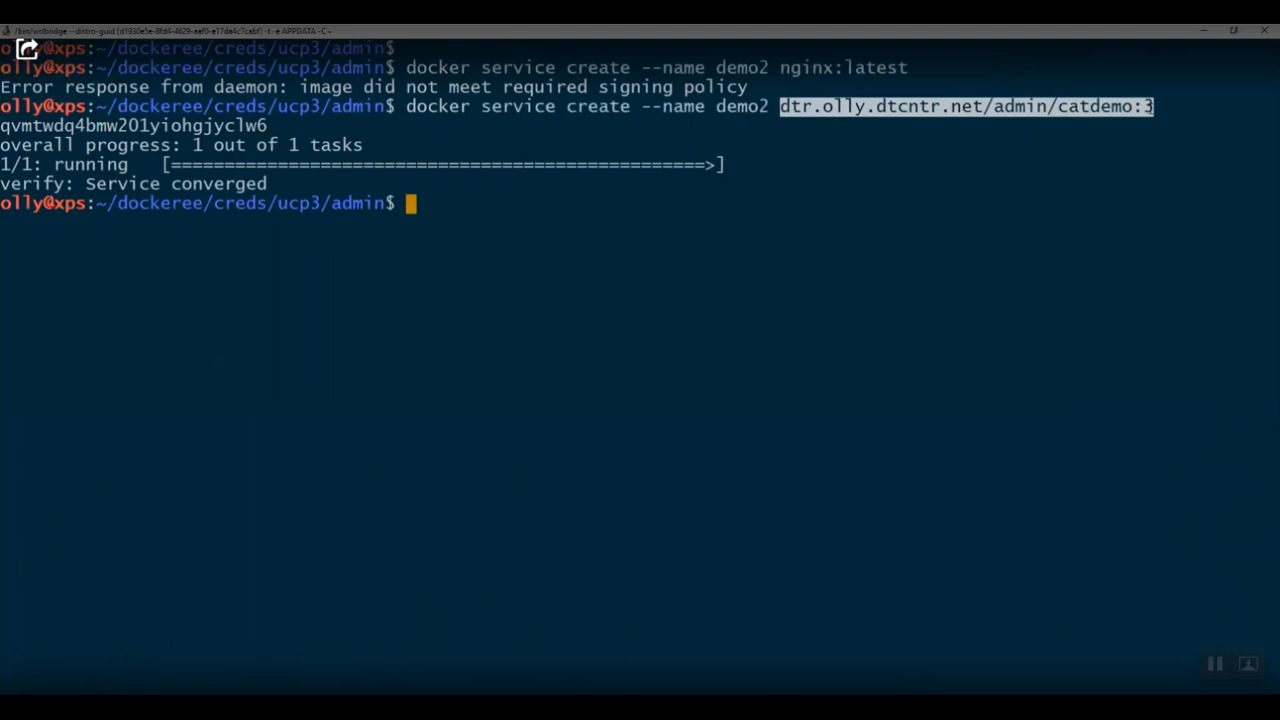 /bin/wslbridge --distro-guid [d1930e3e-8fd4-4629-aaf0-e17da4c7cabf] -t -e APPDATA -C~
olly@xps:~/dockeree/creds/ucp3/admin$
olly@xps:~/dockeree/creds/ucp3/admin$ docker service create --name demo2 nginx:latest
Error response from daemon: image did not meet required signing policy
olly@xps:~/dockeree/creds/ucp3/admin$ docker service create --name demo2 dtr.olly.dtcntr.net/admin/catdemo:3
qvmtwdq4bmw201yiohgjyclw6
overall progress: 1 out of 1 tasks
1/1: running   [==================================================>]
verify: Service converged
olly@xps:~/dockeree/creds/ucp3/admin$